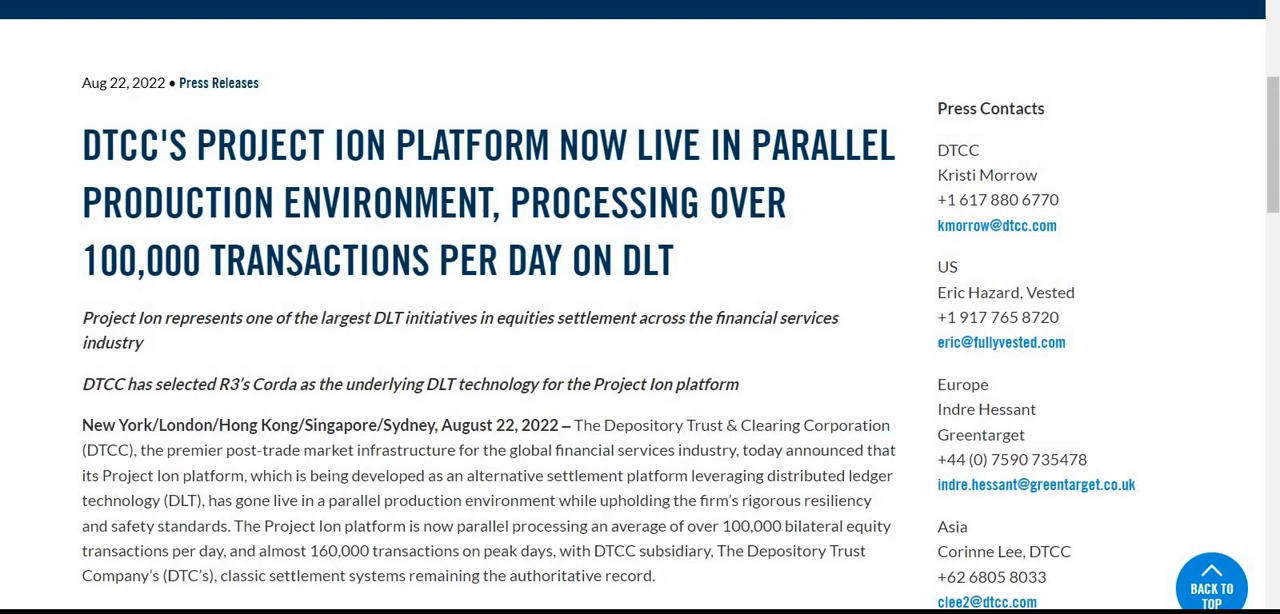 Aug 22, 2022 • Press Releases
DTCC'S PROJECT ION PLATFORM NOW LIVE IN PARALLEL
PRODUCTION ENVIRONMENT, PROCESSING OVER
100,000 TRANSACTIONS PER DAY ON DLT
Project Ion represents one of the largest DLT initiatives in equities settlement across the financial services
industry
DTCC has selected R3’s Corda as the underlying DLT technology for the Project Ion platform
New York/London/Hong Kong/Singapore/Sydney, August 22, 2022 – The Depository Trust & Clearing Corporation
(DTCC), the premier post-trade market infrastructure for the global financial services industry, today announced that
its Project Ion platform, which is being developed as an alternative settlement platform leveraging distributed ledger
technology (DLT), has gone live in a parallel production environment while upholding the firm’s rigorous resiliency
and safety standards. The Project Ion platform is now parallel processing an average of over 100,000 bilateral equity
transactions per day, and almost 160,000 transactions on peak days, with DTCC subsidiary, The Depository Trust
Company’s (DTC’s), classic settlement systems remaining the authoritative record.
Press Contacts
DTCC
Kristi Morrow
+1 617 880 6770
kmorrow@dtcc.com
US
Eric Hazard, Vested
+1 917 765 8720
eric@fullyvested.com
Europe
Indre Hessant
Greentarget
+44 (0) 7590 735478
indre.hessant@greentarget.co.uk
Asia
Corinne Lee, DTCC
+62 6805 8033
clee2@dtcc.com
BACK TO
TOP